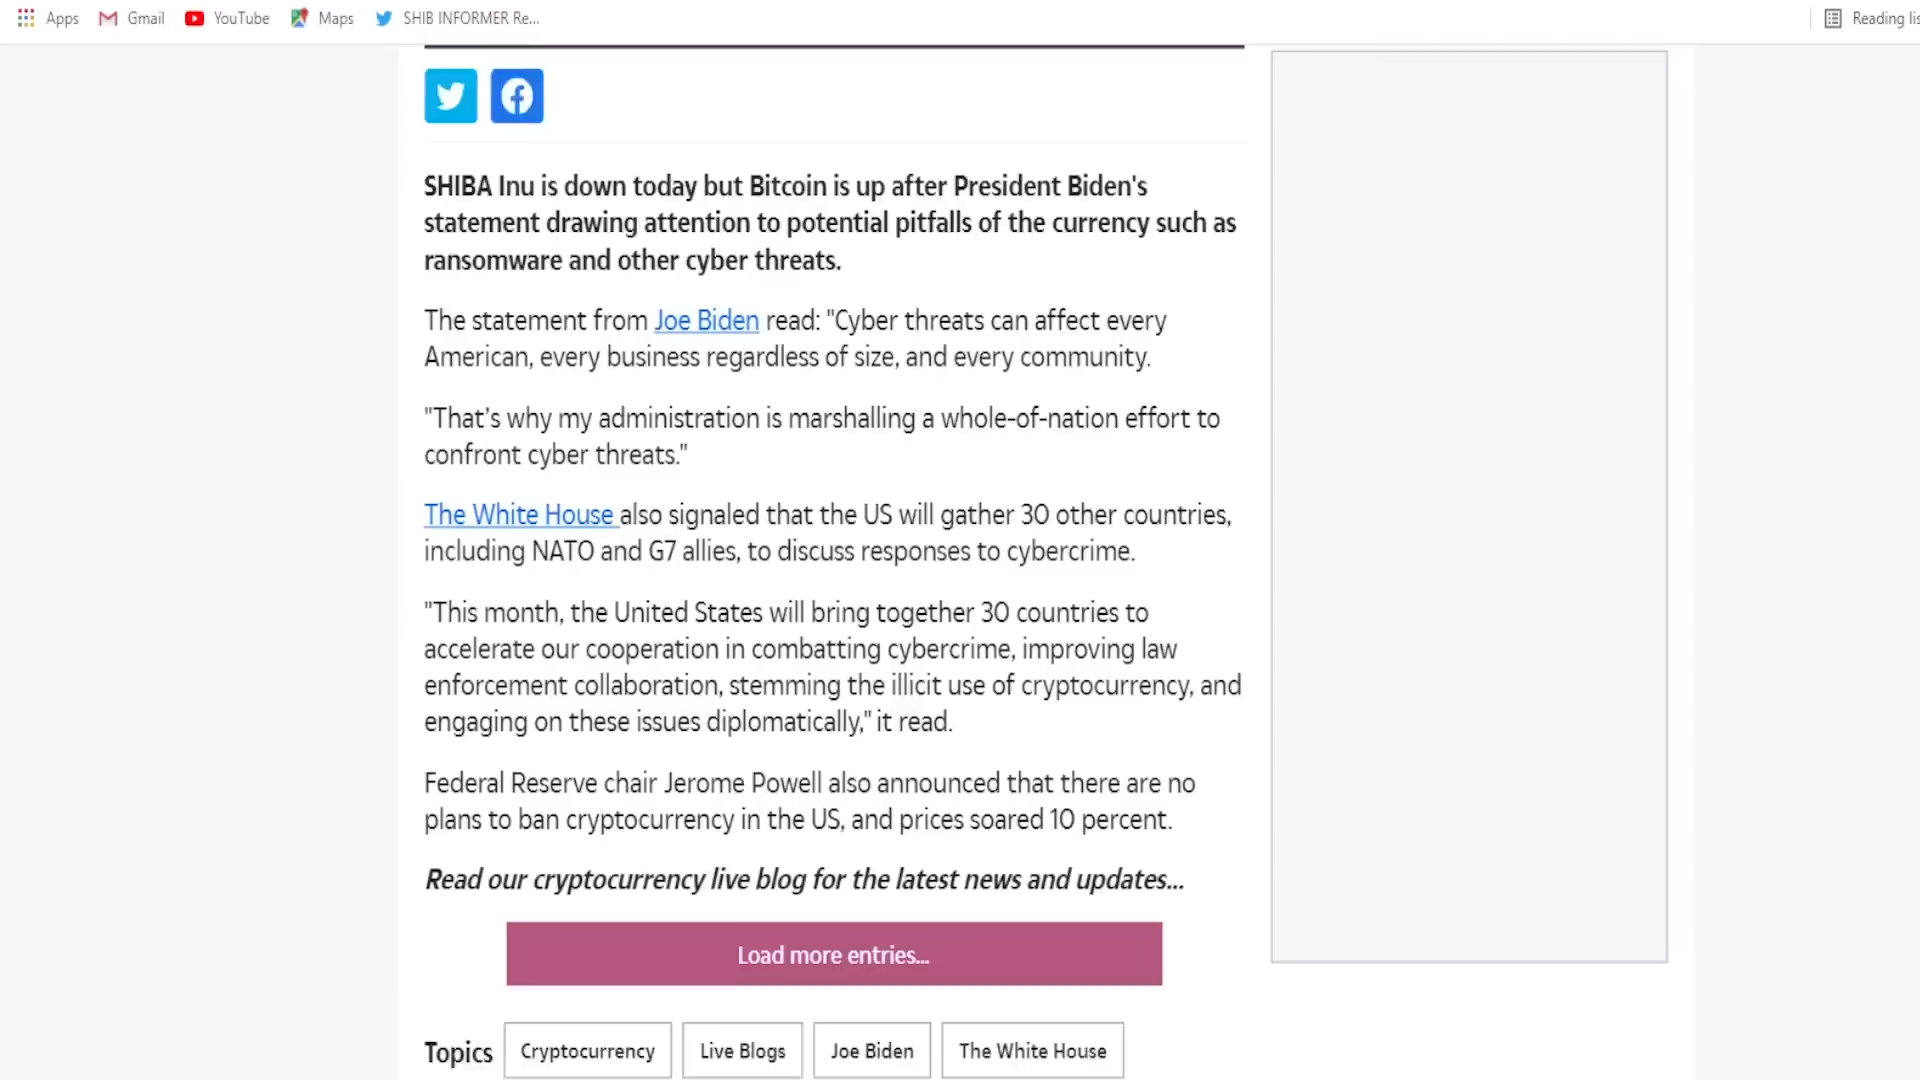 Apps Gmail YouTube Maps SHIB INFORMER Re... Reading lis
SHIBA Inu is down today but Bitcoin is up after President Biden's
statement drawing attention to potential pitfalls of the currency such as
ransomware and other cyber threats.
The statement from Joe Biden read: "Cyber threats can affect every
American, every business regardless of size, and every community.
"That’s why my administration is marshalling a whole-of-nation effort to
confront cyber threats."
The White House also signaled that the US will gather 30 other countries,
including NATO and G7 allies, to discuss responses to cybercrime.
"This month, the United States will bring together 30 countries to
accelerate our cooperation in combatting cybercrime, improving law
enforcement collaboration, stemming the illicit use of cryptocurrency, and
engaging on these issues diplomatically," it read.
Federal Reserve chair Jerome Powell also announced that there are no
plans to ban cryptocurrency in the US, and prices soared 10 percent.
Read our cryptocurrency live blog for the latest news and updates...
Load more entries...
Topics Cryptocurrency Live Blogs Joe Biden The White House